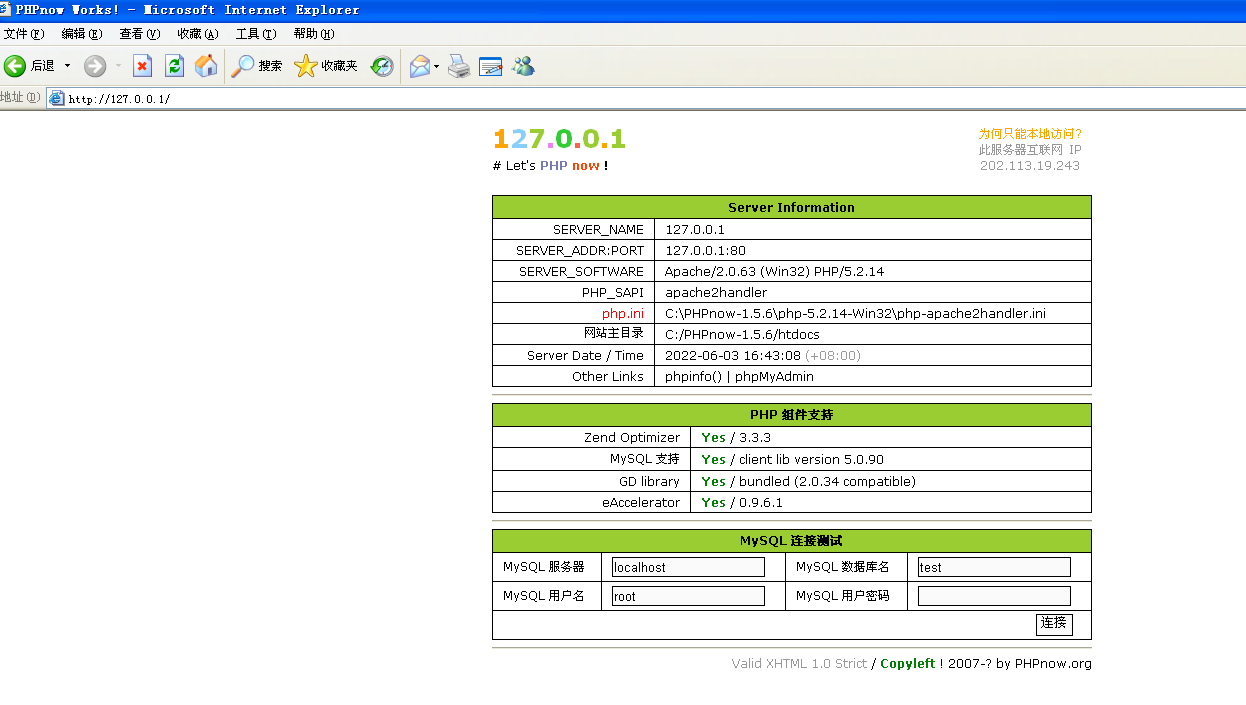 PHPnow Works! - Microsoft Internet Explorer
文件(F) 编辑(E) 查看(V) 收藏(A) 工具(T) 帮助(H)
后退 搜索 收藏夹
地址(D) http://127.0.0.1/
127.0.0.1
# Let's PHP now !
为何只能本地访问?
此服务器互联网 IP
202.113.19.243
Server Information
SERVER_NAME 127.0.0.1
SERVER_ADDR:PORT 127.0.0.1:80
SERVER_SOFTWARE Apache/2.0.63 (Win32) PHP/5.2.14
PHP_SAPI apache2handler
php.ini C:\PHPnow-1.5.6\php-5.2.14-Win32\php-apache2handler.ini
网站主目录 C:/PHPnow-1.5.6/htdocs
Server Date / Time 2022-06-03 16:43:08 (+08:00)
Other Links phpinfo() | phpMyAdmin
PHP 组件支持
Zend Optimizer Yes / 3.3.3
MySQL 支持 Yes / client lib version 5.0.90
GD library Yes / bundled (2.0.34 compatible)
eAccelerator Yes / 0.9.6.1
MySQL 连接测试
MySQL 服务器 localhost MySQL 数据库名 test
MySQL 用户名 root MySQL 用户密码
连接
Valid XHTML 1.0 Strict / Copyleft ! 2007-? by PHPnow.org